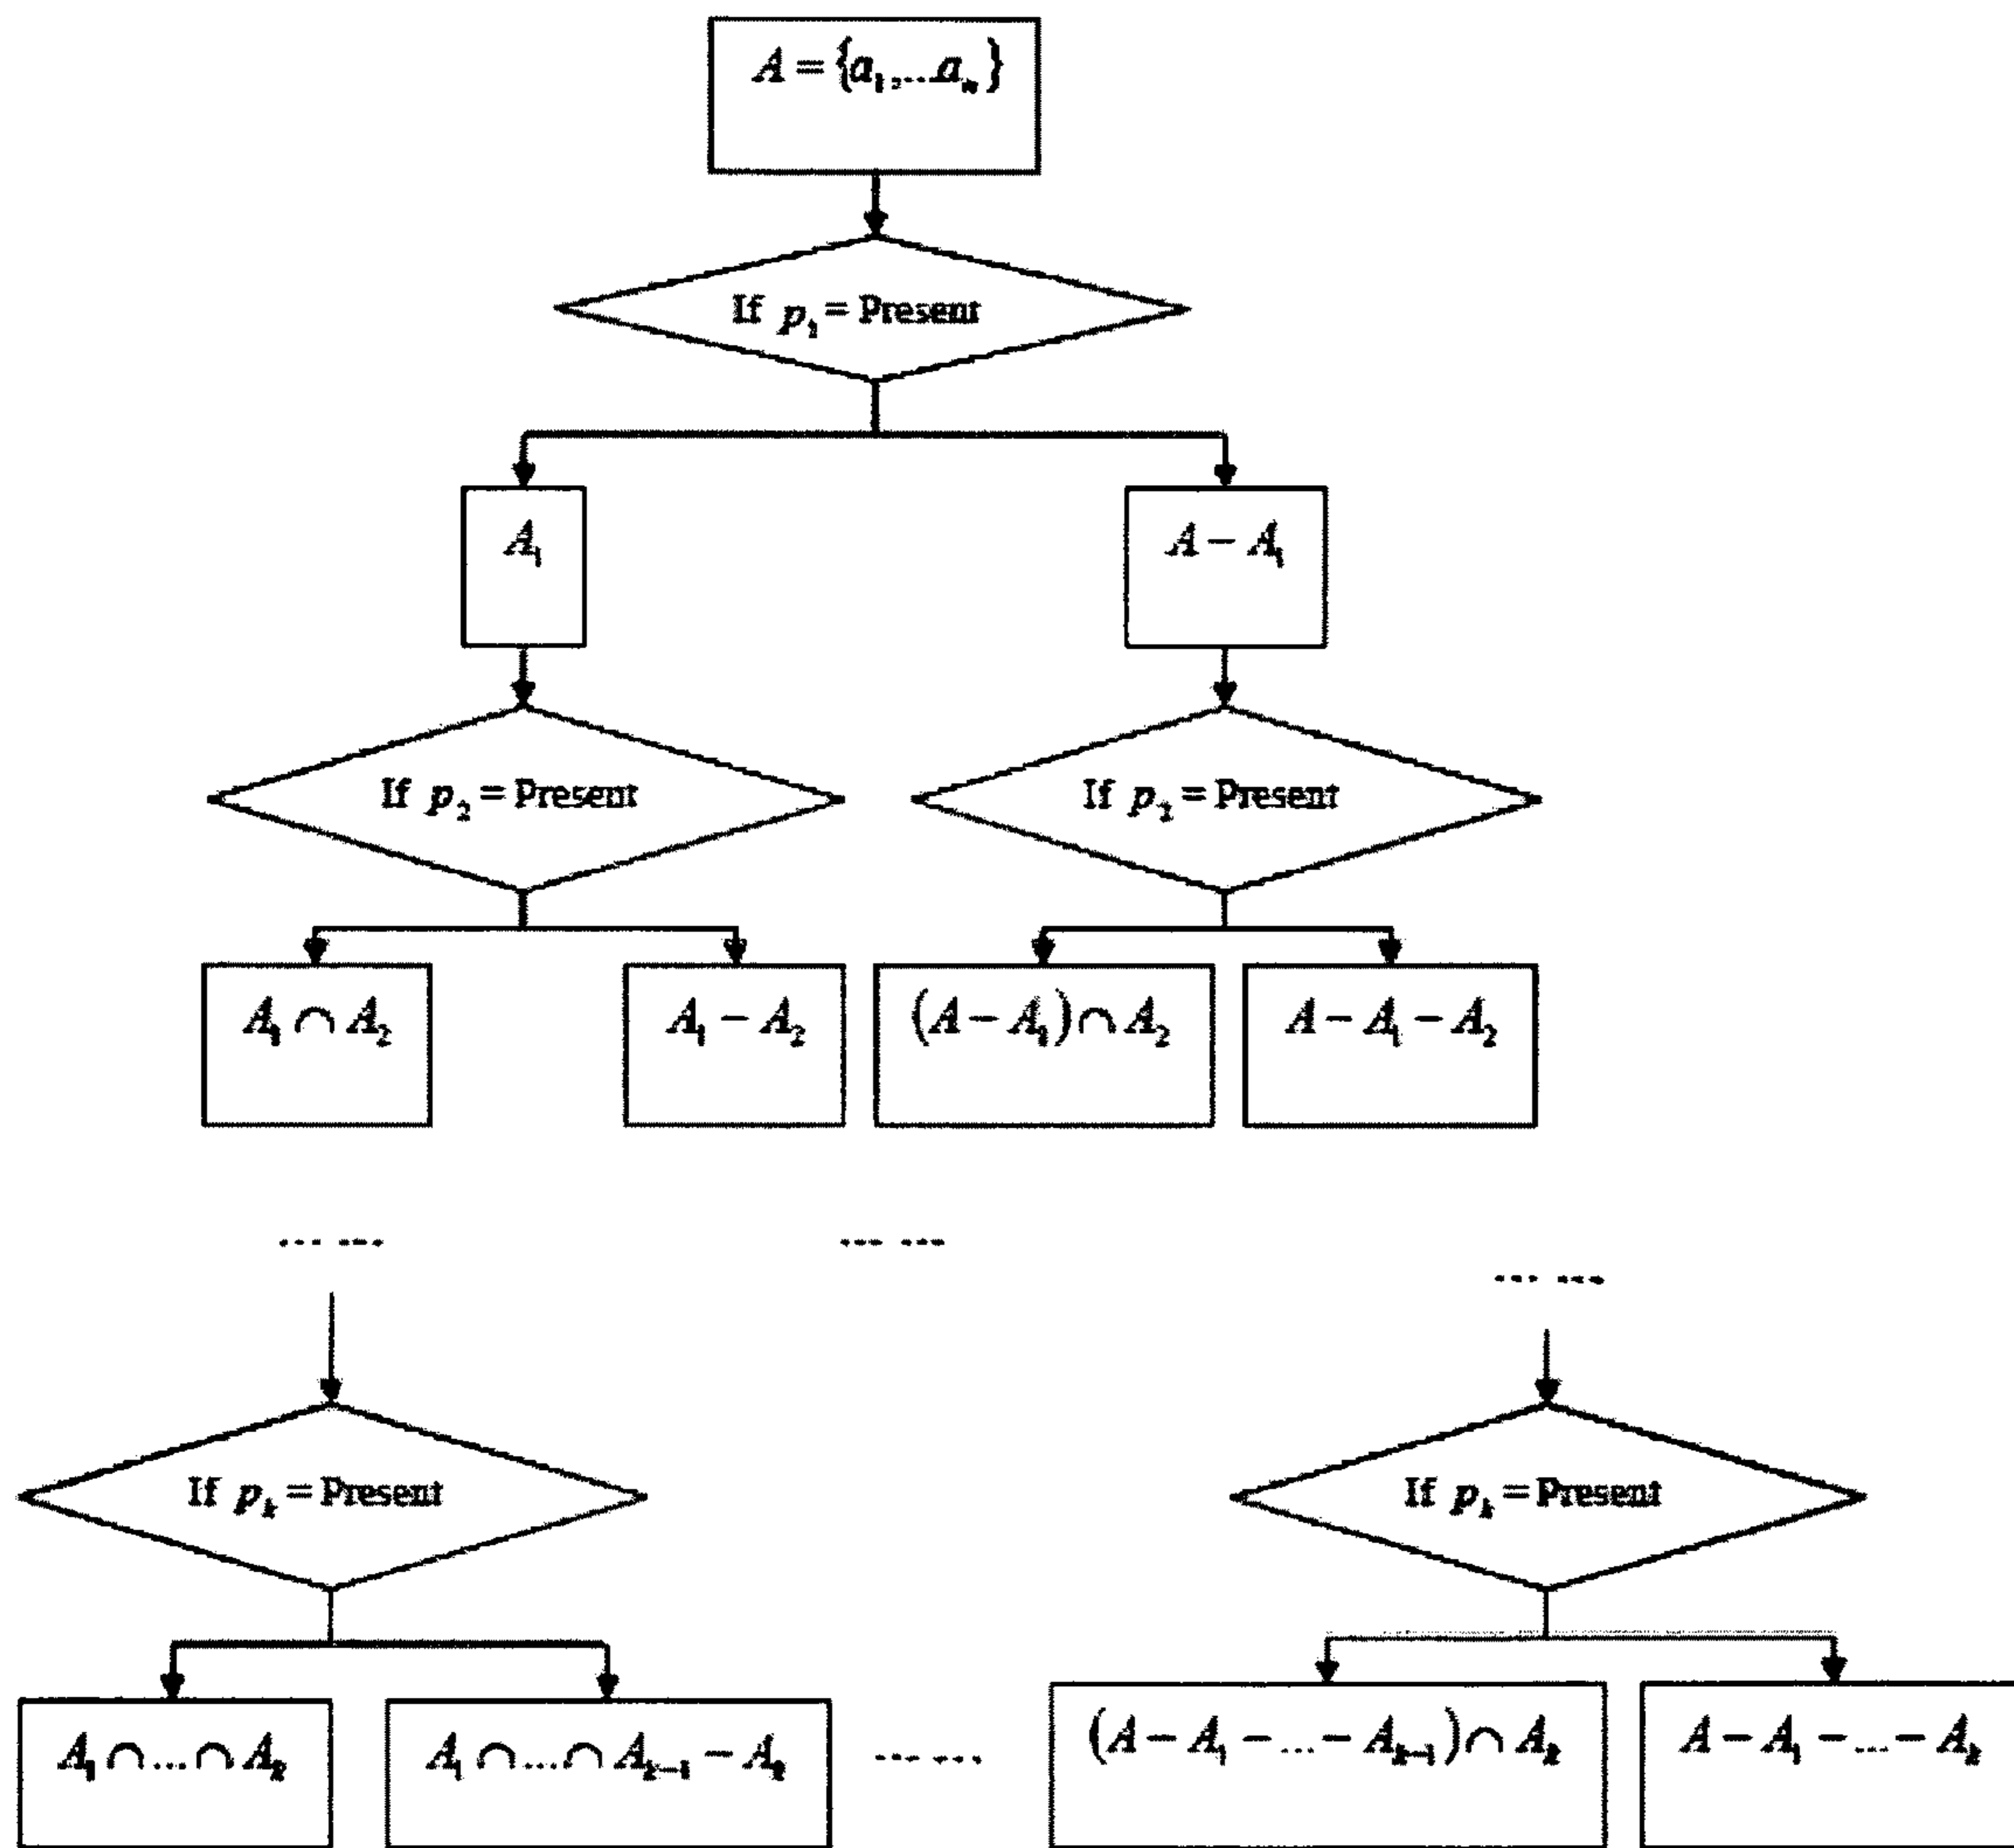 A = {a₁,...aₙ}
If p₁ = Present
A₁
A − A₁
If p₂ = Present
If p₂ = Present
A₁ ∩ A₂
A₁ − A₂
(A − A₁) ∩ A₂
A − A₁ − A₂
... ...
... ...
... ...
If pₖ = Present
If pₖ = Present
A₁ ∩ ... ∩ Aₖ
A₁ ∩ ... ∩ Aₖ₋₁ − Aₖ
... ...
(A − A₁ − ... − Aₖ₋₁) ∩ Aₖ
A − A₁ − ... − Aₖ